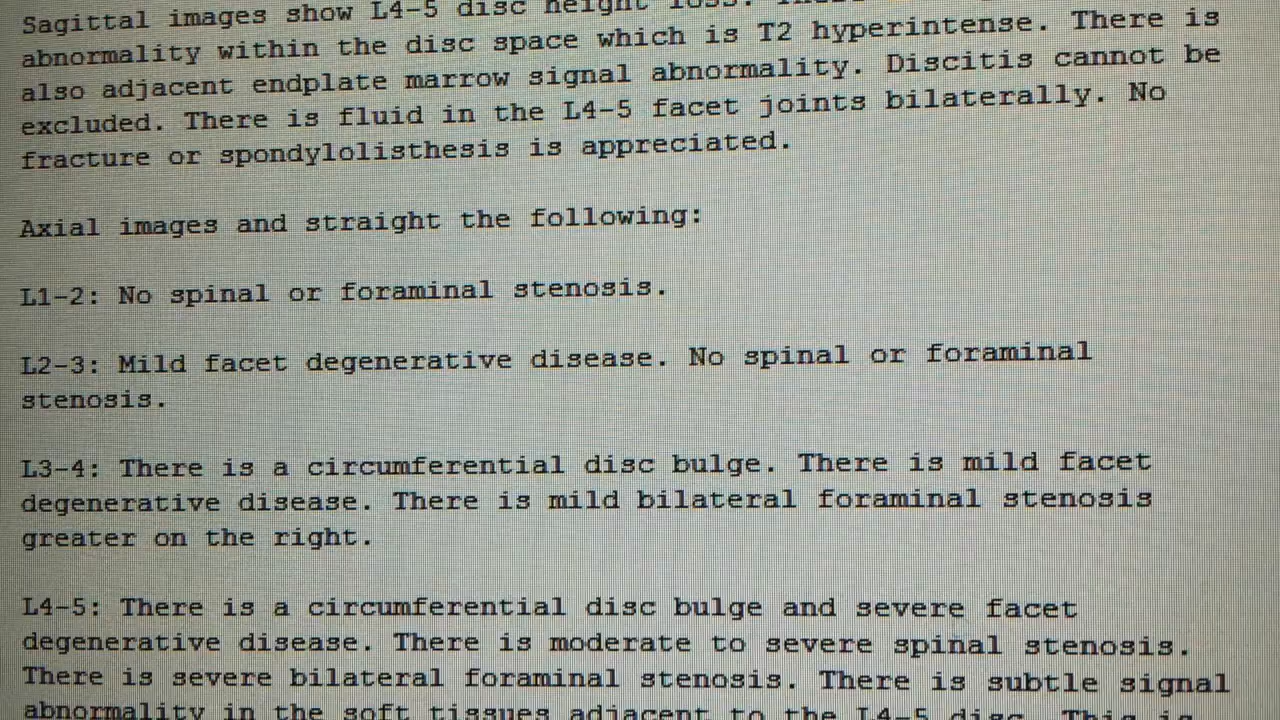 Sagittal images show L4-5 disc height loss.
abnormality within the disc space which is T2 hyperintense. There is
also adjacent endplate marrow signal abnormality. Discitis cannot be
excluded. There is fluid in the L4-5 facet joints bilaterally. No
fracture or spondylolisthesis is appreciated.
Axial images and straight the following:
L1-2: No spinal or foraminal stenosis.
L2-3: Mild facet degenerative disease. No spinal or foraminal
stenosis.
L3-4: There is a circumferential disc bulge. There is mild facet
degenerative disease. There is mild bilateral foraminal stenosis
greater on the right.
L4-5: There is a circumferential disc bulge and severe facet
degenerative disease. There is moderate to severe spinal stenosis.
There is severe bilateral foraminal stenosis. There is subtle signal
abnormality in the soft tissues adjacent to the L4-5 disc. This is